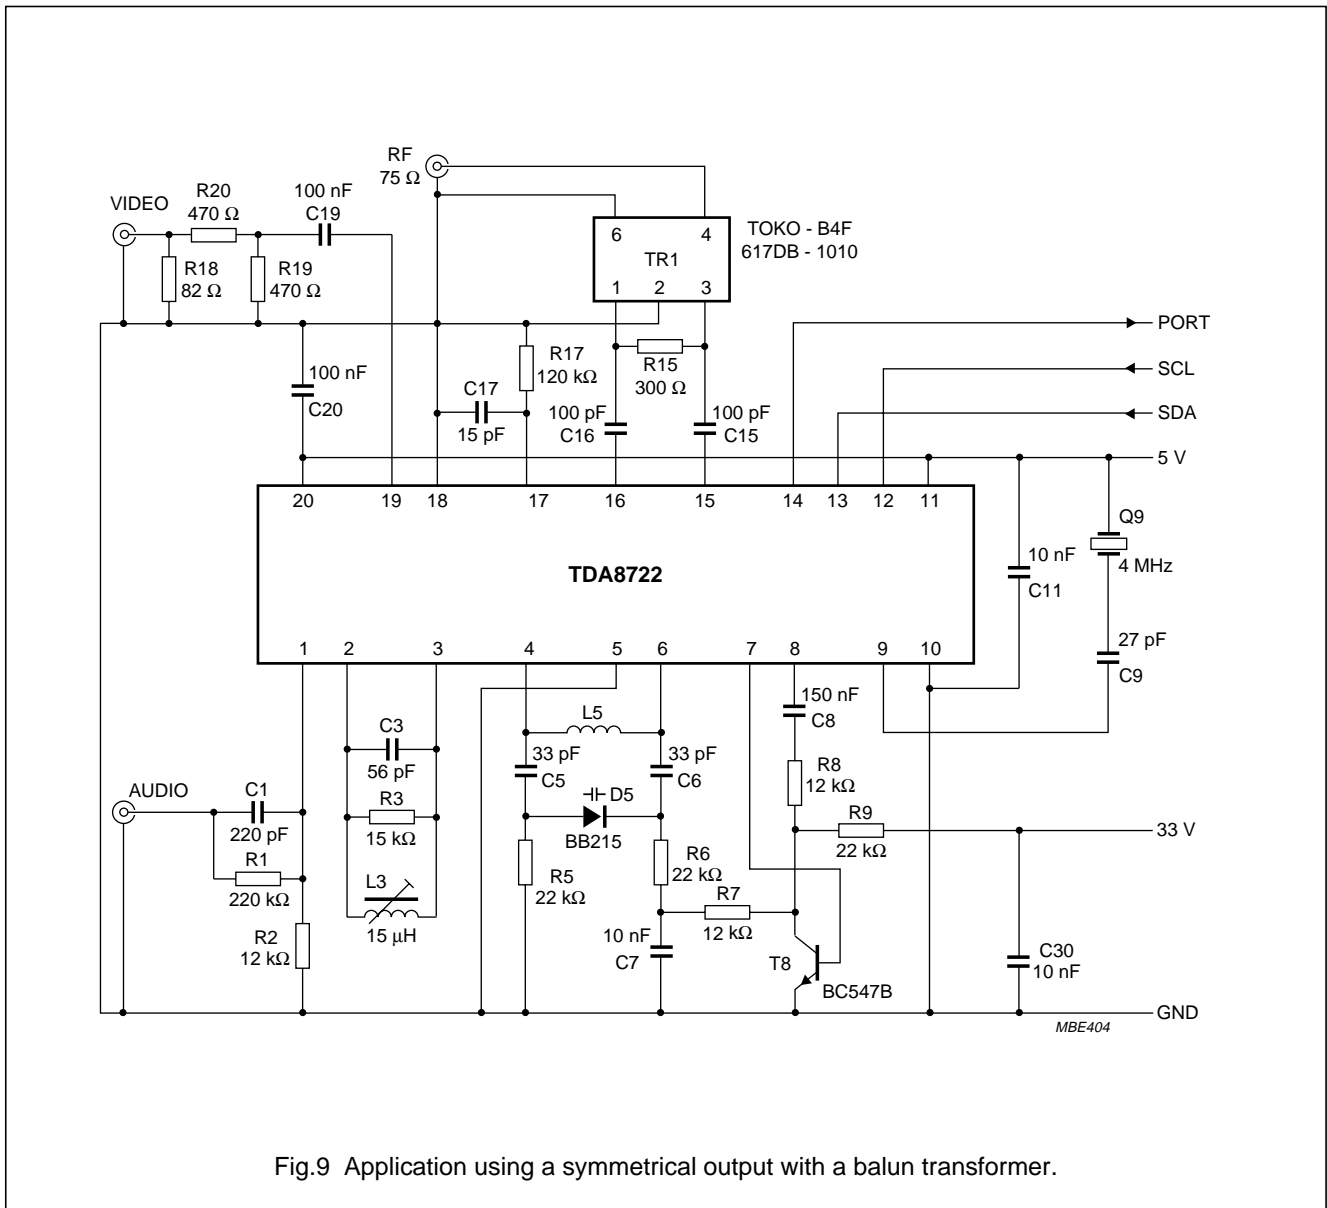 RF
75 Ω
VIDEO
R20
470 Ω
100 nF
C19
R18
82 Ω
R19
470 Ω
6
4
TR1
1
2
3
TOKO - B4F
617DB - 1010
100 nF
C20
C17
15 pF
R17
120 kΩ
R15
300 Ω
100 pF
C16
100 pF
C15
PORT
SCL
SDA
5 V
20
19
18
17
16
15
14
13
12
11
Q9
4 MHz
10 nF
C11
TDA8722
27 pF
C9
1
2
3
4
5
6
7
8
9
10
150 nF
C8
L5
C3
56 pF
33 pF
C5
33 pF
C6
R8
12 kΩ
AUDIO
C1
220 pF
R3
15 kΩ
D5
BB215
R9
22 kΩ
33 V
R1
220 kΩ
L3
15 μH
R5
22 kΩ
R6
22 kΩ
R7
12 kΩ
R2
12 kΩ
10 nF
C7
T8
BC547B
C30
10 nF
GND
MBE404
Fig.9 Application using a symmetrical output with a balun transformer.